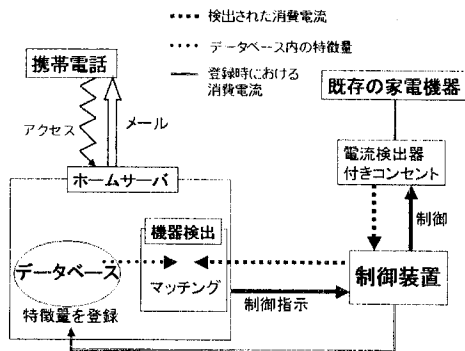 検出された消費電流
データベース内の特徴量
登録時における
消費電流
携帯電話
既存の家電機器
アクセス
メール
電流検出器
付きコンセント
ホームサーバ
制御
機器検出
データベース
マッチング
制御装置
特徴量を登録
制御指示